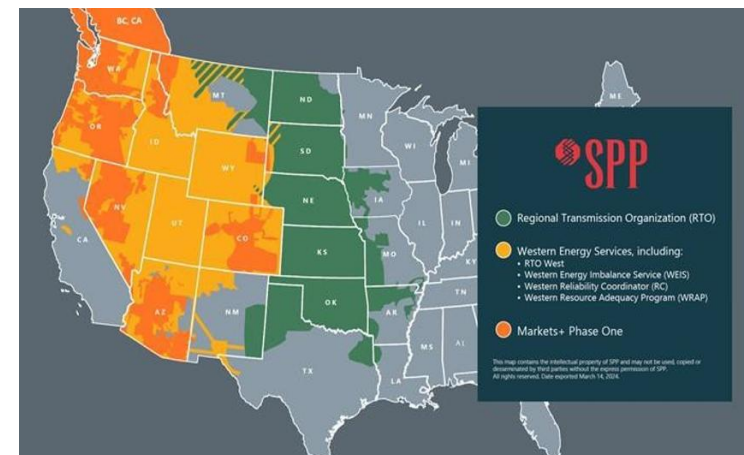 BC, CA
WA
MT
ND
MN
ME
OR
ID
SD
WI
MI
WY
NE
IA
NV
UT
CO
IL
IN
CA
KS
MO
KY
AZ
NM
OK
AR
TN
MS
AL
TX
LA
SPP
Regional Transmission Organization (RTO)
Western Energy Services, including:
• RTO West
• Western Energy Imbalance Service (WEIS)
• Western Reliability Coordinator (RC)
• Western Resource Adequacy Program (WRAP)
Markets+ Phase One
This map contains the intellectual property of SPP and may not be used, copied or
disseminated by third parties without the express permission of SPP.
All rights reserved. Date exported March 14, 2024.